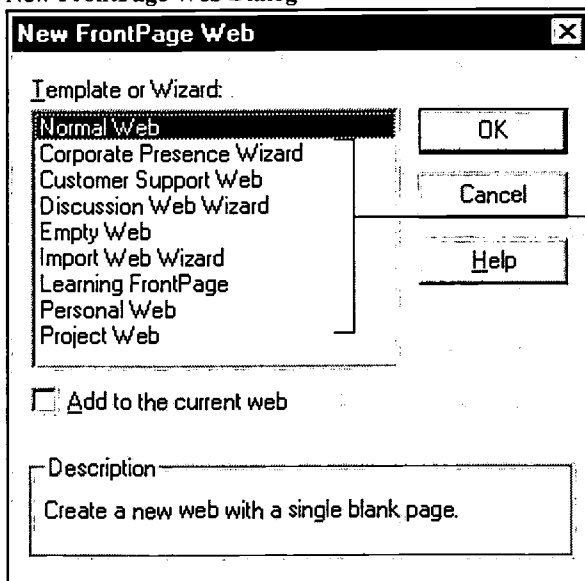 New FrontPage Web Dialog
New FrontPage Web
Template or Wizard:
Normal Web
Corporate Presence Wizard
Customer Support Web
Discussion Web Wizard
Empty Web
Import Web Wizard
Learning FrontPage
Personal Web
Project Web
OK
Cancel
Help
Add to the current web
Description
Create a new web with a single blank page.